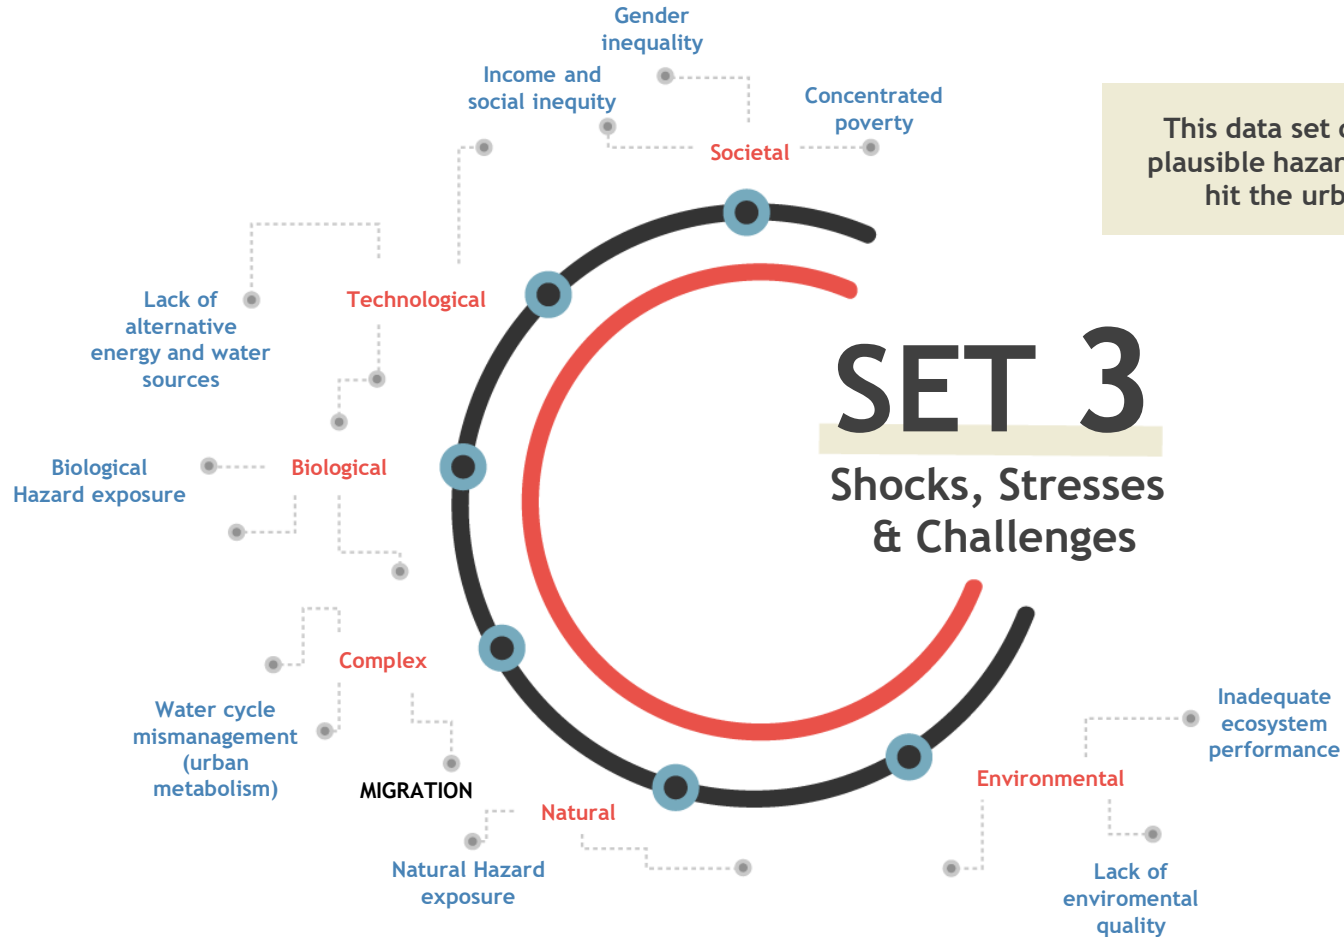 Gender
inequality
Income and
social inequity
Concentrated
poverty
Societal
This data set
plausible hazar
hit the urb
Technological
Lack of
alternative
energy and water
sources
SET 3
Shocks, Stresses
& Challenges
Biological
Biological
Hazard exposure
Complex
Water cycle
mismanagement
(urban
metabolism)
MIGRATION
Natural
Natural Hazard
exposure
Environmental
Inadequate
ecosystem
performance
Lack of
enviromental
quality